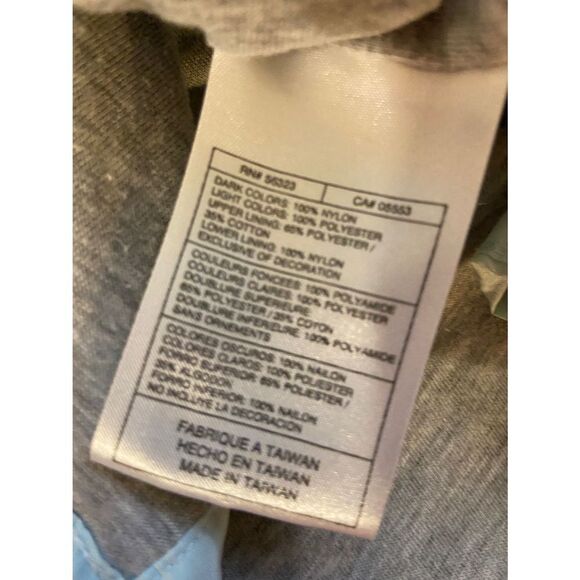 RN# 56323 CA# 05553
DARK COLORS: 100% NYLON
LIGHT COLORS: 100% POLYESTER
UPPER LINING: 65% POLYESTER /
35% COTTON
LOWER LINING: 100% NYLON
EXCLUSIVE OF DECORATION
COULEURS FONCEES: 100% POLYAMIDE
COULEURS CLAIRES: 100% POLYESTER
DOUBLURE SUPERIEURE:
65% POLYESTER / 35% COTON
DOUBLURE INFERIEURE: 100% POLYAMIDE
SANS ORNEMENTS
COLORES OSCUROS: 100% NAILON
COLORES CLAROS: 100% POLIESTER
FORRO SUPERIOR: 65% POLIESTER /
35% ALGODON
FORRO INFERIOR: 100% NAILON
NO INCLUYE LA DECORACION
FABRIQUE A TAIWAN
HECHO EN TAIWAN
MADE IN TAIWAN